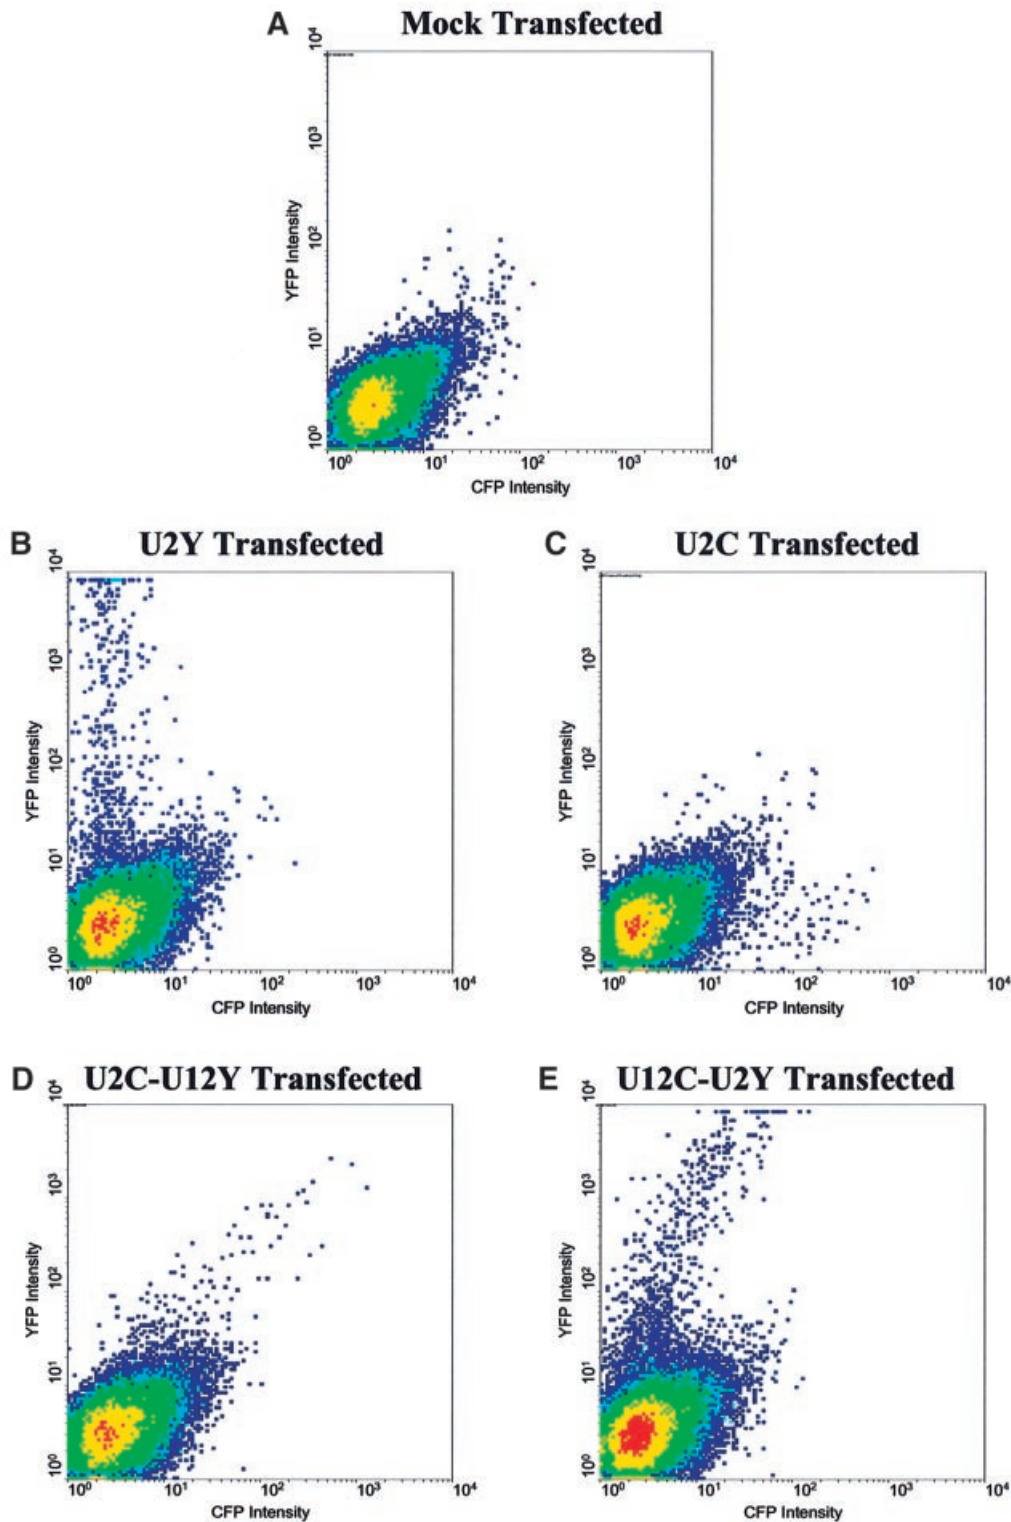 A Mock Transfected
YFP Intensity
10⁴
10³
10²
10¹
10⁰
10⁰ 10¹ 10² 10³ 10⁴
CFP Intensity
B U2Y Transfected
YFP Intensity
10⁴
10³
10²
10¹
10⁰
10⁰ 10¹ 10² 10³ 10⁴
CFP Intensity
C U2C Transfected
YFP Intensity
10⁴
10³
10²
10¹
10⁰
10⁰ 10¹ 10² 10³ 10⁴
CFP Intensity
D U2C-U12Y Transfected
YFP Intensity
10⁴
10³
10²
10¹
10⁰
10⁰ 10¹ 10² 10³ 10⁴
CFP Intensity
E U12C-U2Y Transfected
YFP Intensity
10⁴
10³
10²
10¹
10⁰
10⁰ 10¹ 10² 10³ 10⁴
CFP Intensity